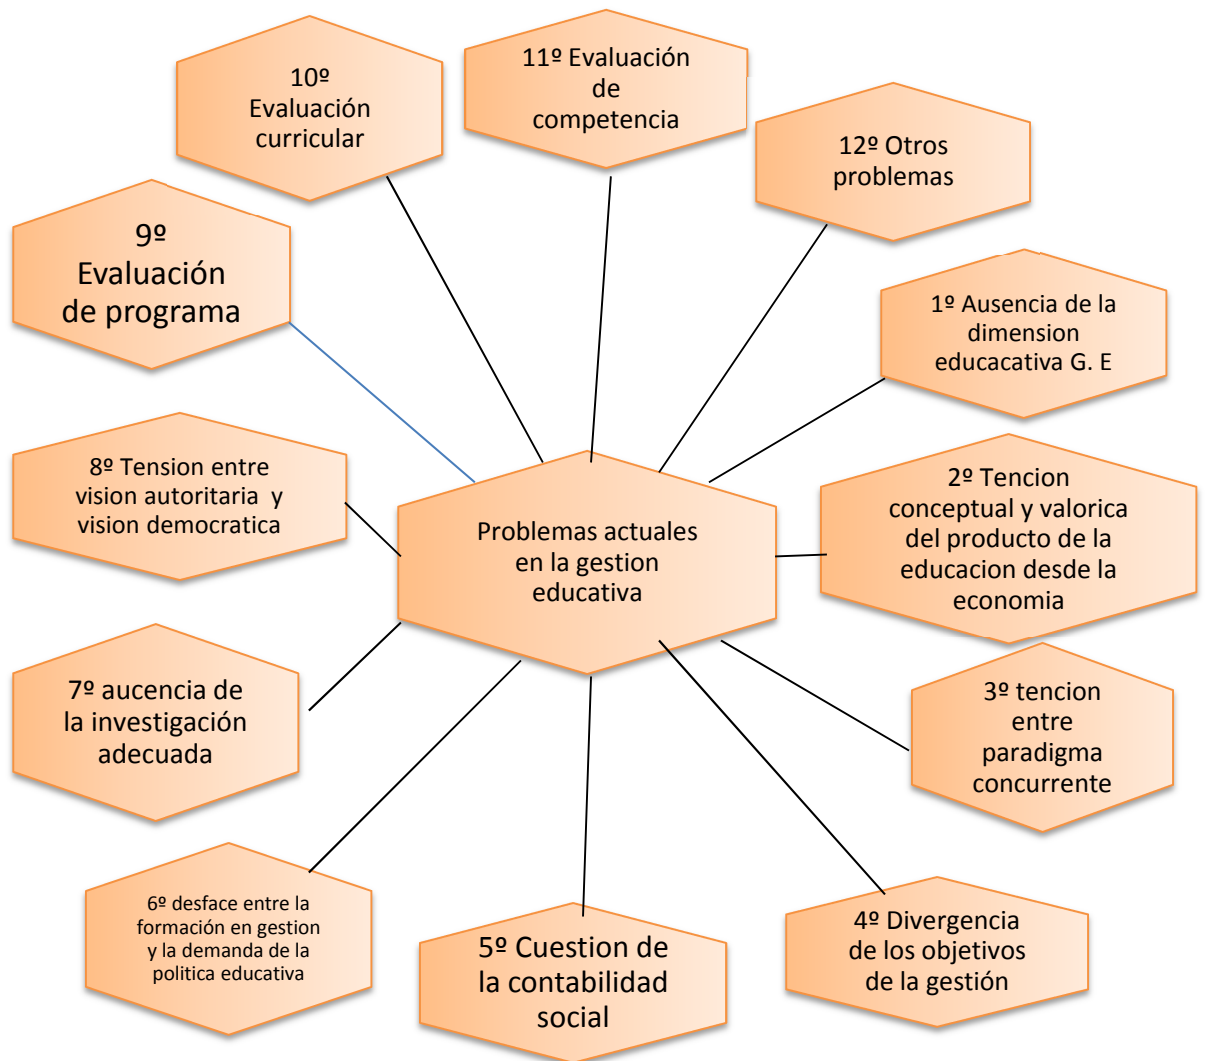 Problemas actuales
en la gestion
educativa
1º Ausencia de la
dimension
educacativa G. E
2º Tencion
conceptual y valorica
del producto de la
educacion desde la
economia
3º tencion
entre
paradigma
concurrente
4º Divergencia
de los objetivos
de la gestión
5º Cuestion de
la contabilidad
social
6º desface entre la
formación en gestion
y la demanda de la
politica educativa
7º aucencia de
la investigación
adecuada
8º Tension entre
vision autoritaria y
vision democratica
9º
Evaluación
de programa
10º
Evaluación
curricular
11º Evaluación
de
competencia
12º Otros
problemas